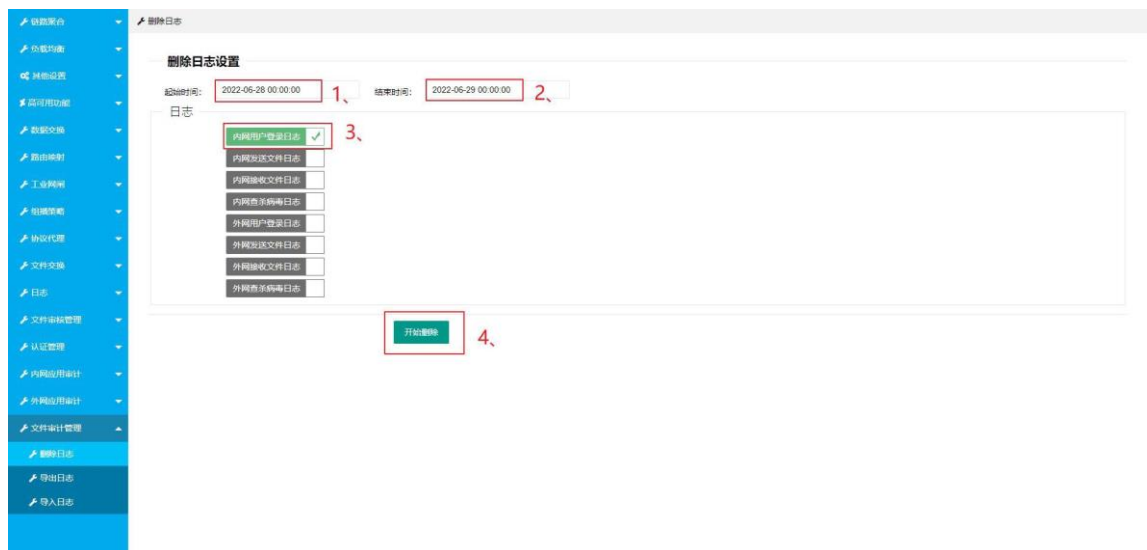 链路聚合
删除日志
负载均衡
其他设置
高可用功能
数据交换
路由映射
工业网闸
组播策略
协议代理
文件交换
日志
文件审核管理
认证管理
内网应用审计
外网应用审计
文件审计管理
删除日志
导出日志
导入日志
删除日志设置
起始时间: 2022-06-28 00:00:00 1、 结束时间: 2022-06-29 00:00:00 2、
日志
内网用户登录日志 3、
内网发送文件日志
内网接收文件日志
内网查杀病毒日志
外网用户登录日志
外网发送文件日志
外网接收文件日志
外网查杀病毒日志
开始删除 4、